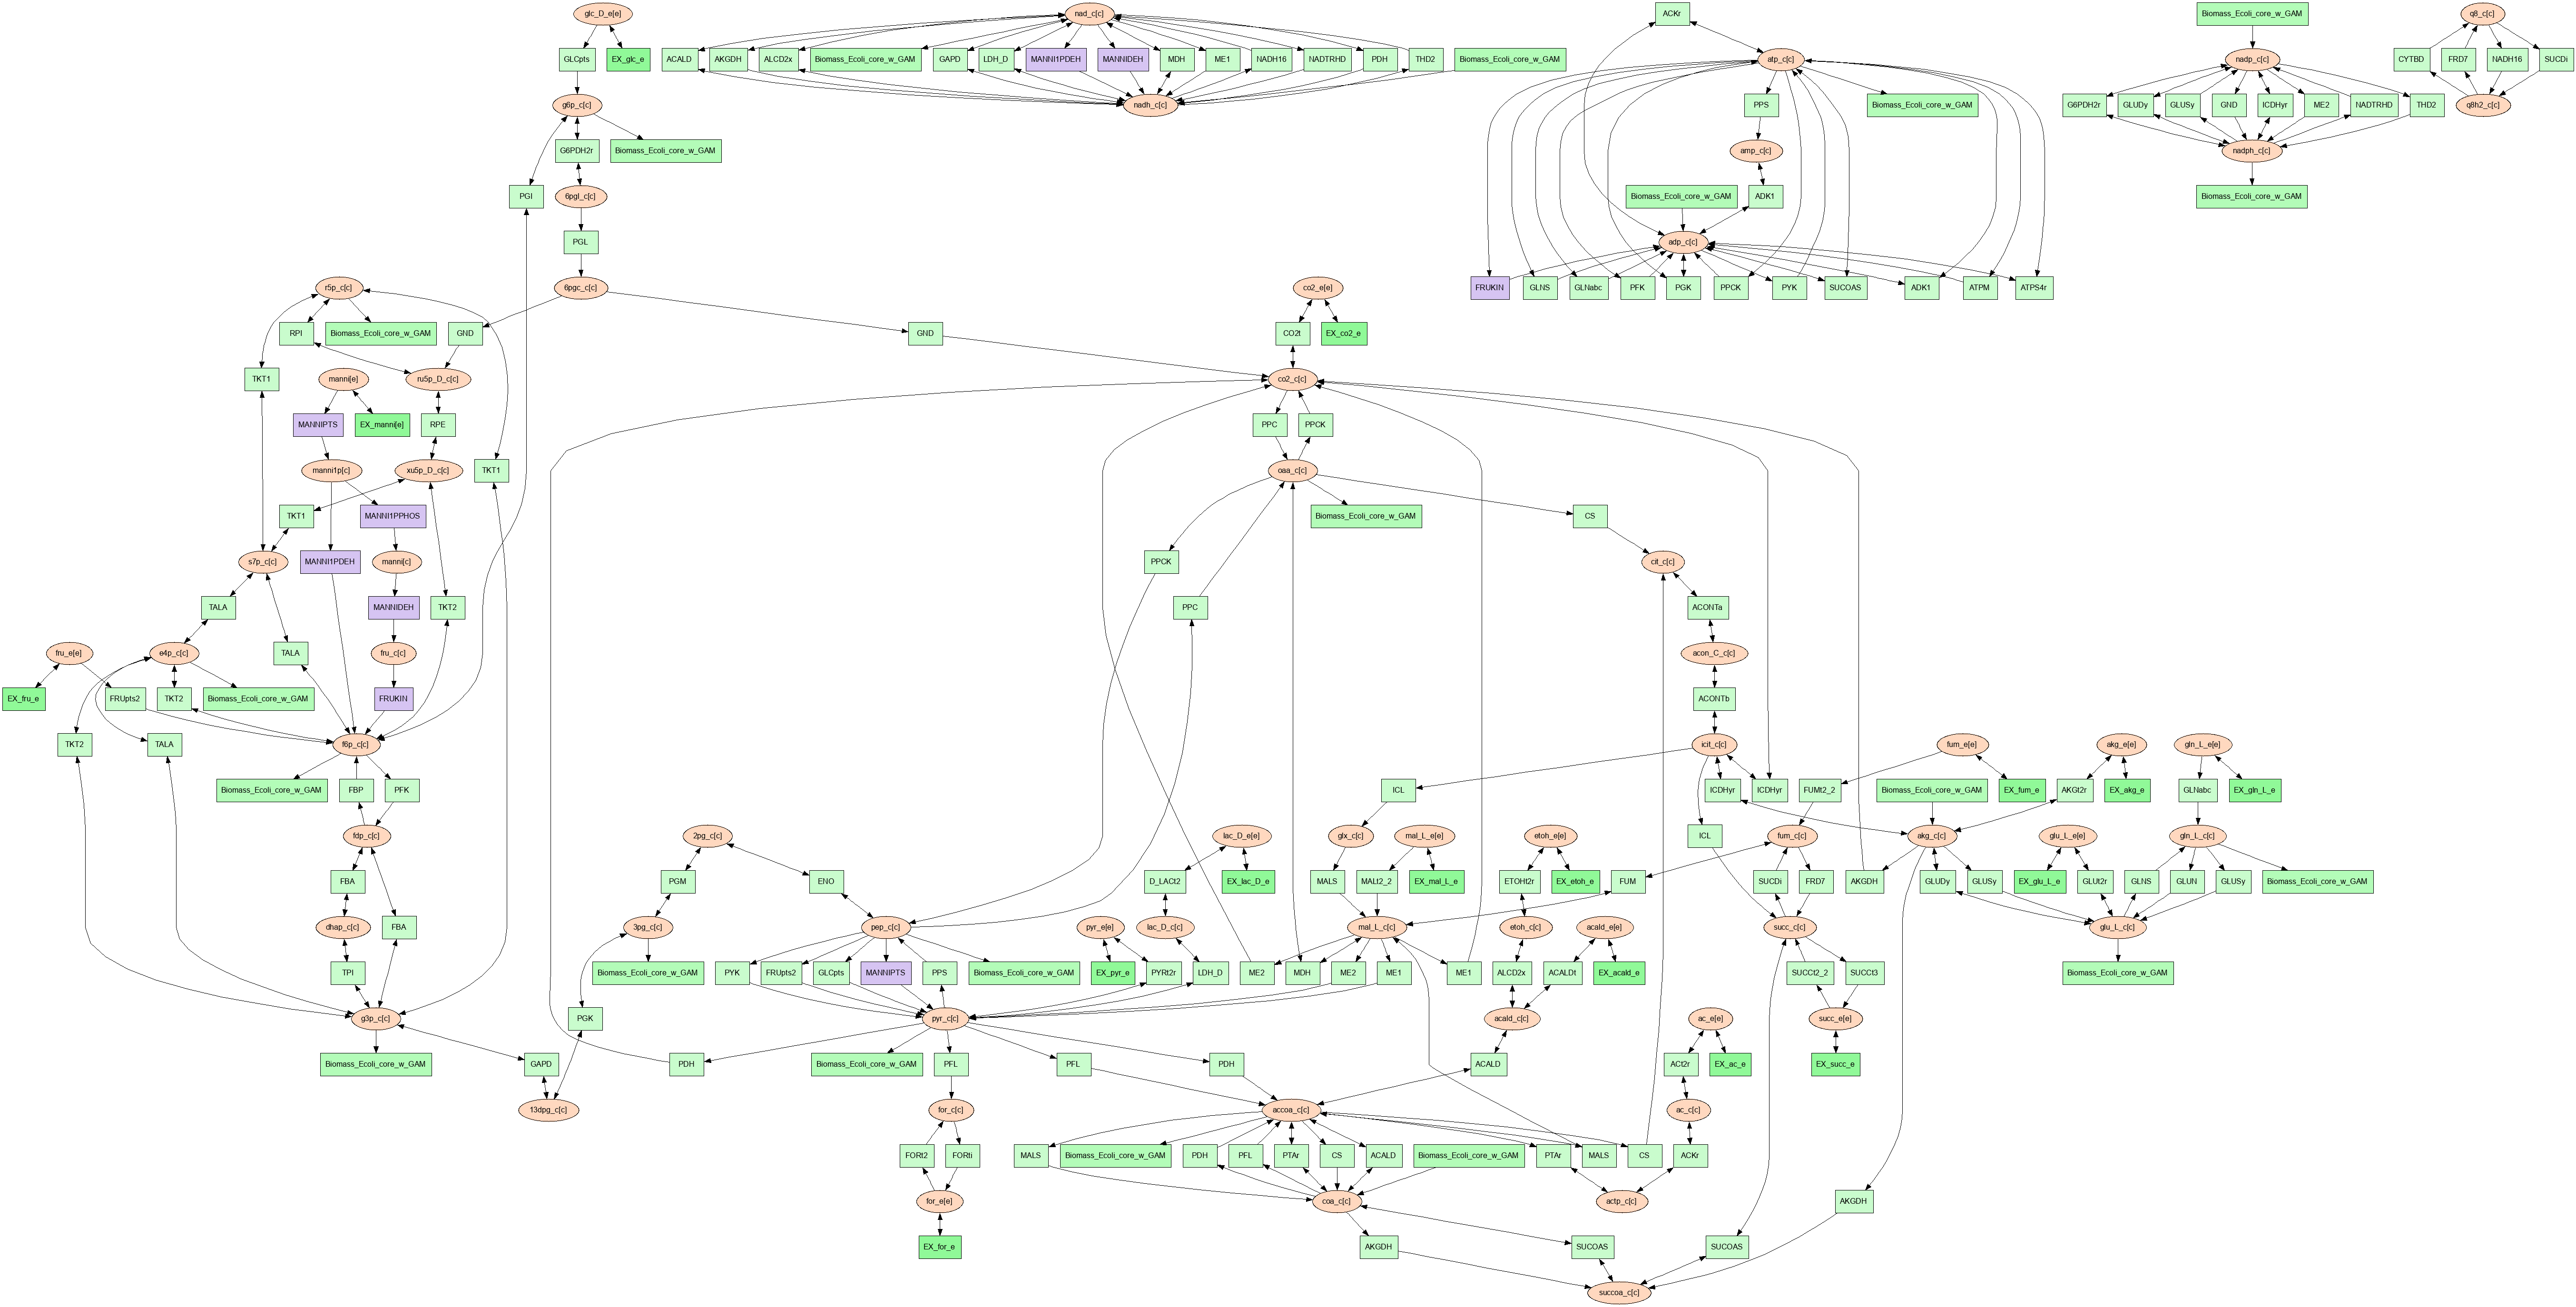 glc_D_e[e]
nad_c[c]
ACKr
Biomass_Ecoli_core_w_GAM
q8_c[c]
GLCpts
EX_glc_e
ACALD
AKGDH
ALCD2x
Biomass_Ecoli_core_w_GAM
GAPD
LDH_D
MANNI1PDEH
MANNIDEH
MDH
ME1
NADH16
NADTRHD
PDH
THD2
Biomass_Ecoli_core_w_GAM
atp_c[c]
nadp_c[c]
CYTBD
FRD7
NADH16
SUCDi
g6p_c[c]
nadh_c[c]
PPS
Biomass_Ecoli_core_w_GAM
G6PDH2r
GLUDy
GLUSy
GND
ICDHyr
ME2
NADTRHD
THD2
q8h2_c[c]
G6PDH2r
Biomass_Ecoli_core_w_GAM
amp_c[c]
nadph_c[c]
PGI
6pgl_c[c]
Biomass_Ecoli_core_w_GAM
ADK1
Biomass_Ecoli_core_w_GAM
PGL
adp_c[c]
r5p_c[c]
6pgc_c[c]
co2_e[e]
FRUKIN
GLNS
GLNabc
PFK
PGK
PPCK
PYK
SUCOAS
ADK1
ATPM
ATPS4r
RPI
Biomass_Ecoli_core_w_GAM
GND
GND
CO2t
EX_co2_e
TKT1
manni[e]
ru5p_D_c[c]
co2_c[c]
MANNIPTS
EX_manni[e]
RPE
PPC
PPCK
manni1p[c]
xu5p_D_c[c]
TKT1
oaa_c[c]
TKT1
MANNI1PPHOS
Biomass_Ecoli_core_w_GAM
CS
s7p_c[c]
MANNI1PDEH
manni[c]
PPCK
cit_c[c]
TALA
MANNIDEH
TKT2
PPC
ACONTa
fru_e[e]
e4p_c[c]
TALA
fru_c[c]
acon_C_c[c]
EX_fru_e
FRUpts2
TKT2
Biomass_Ecoli_core_w_GAM
FRUKIN
ACONTb
TKT2
TALA
f6p_c[c]
icit_c[c]
fum_e[e]
akg_e[e]
gln_L_e[e]
Biomass_Ecoli_core_w_GAM
FBP
PFK
ICL
ICDHyr
ICDHyr
FUMt2_2
Biomass_Ecoli_core_w_GAM
EX_fum_e
AKGt2r
EX_akg_e
GLNabc
EX_gln_L_e
fdp_c[c]
2pg_c[c]
lac_D_e[e]
glx_c[c]
mal_L_e[e]
etoh_e[e]
ICL
fum_c[c]
akg_c[c]
glu_L_e[e]
gln_L_c[c]
FBA
PGM
ENO
D_LACt2
EX_lac_D_e
MALS
MALt2_2
EX_mal_L_e
ETOHt2r
EX_etoh_e
FUM
SUCDi
FRD7
AKGDH
GLUDy
GLUSy
EX_glu_L_e
GLUt2r
GLNS
GLUN
GLUSy
Biomass_Ecoli_core_w_GAM
dhap_c[c]
FBA
3pg_c[c]
pep_c[c]
pyr_e[e]
lac_D_c[c]
mal_L_c[c]
etoh_c[c]
acald_e[e]
succ_c[c]
glu_L_c[c]
TPI
Biomass_Ecoli_core_w_GAM
PYK
FRUpts2
GLCpts
MANNIPTS
PPS
Biomass_Ecoli_core_w_GAM
EX_pyr_e
PYRt2r
LDH_D
ME2
MDH
ME2
ME1
ME1
ALCD2x
ACALDt
EX_acald_e
SUCCt2_2
SUCCt3
Biomass_Ecoli_core_w_GAM
g3p_c[c]
PGK
pyr_c[c]
acald_c[c]
ac_e[e]
succ_e[e]
Biomass_Ecoli_core_w_GAM
GAPD
PDH
Biomass_Ecoli_core_w_GAM
PFL
PFL
PDH
ACALD
ACt2r
EX_ac_e
EX_succ_e
13dpg_c[c]
for_c[c]
accoa_c[c]
ac_c[c]
FORt2
FORti
MALS
Biomass_Ecoli_core_w_GAM
PDH
PFL
PTAr
CS
ACALD
Biomass_Ecoli_core_w_GAM
PTAr
MALS
CS
ACKr
for_e[e]
coa_c[c]
actp_c[c]
AKGDH
EX_for_e
AKGDH
SUCOAS
SUCOAS
succoa_c[c]